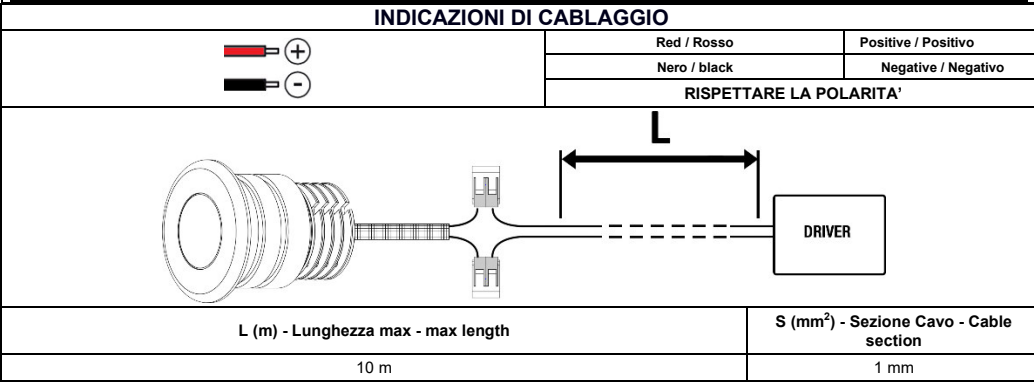 INDICAZIONI DI CABLAGGIO
Red / Rosso
Positive / Positivo
Nero / black
Negative / Negativo
RISPETTARE LA POLARITA’
+
-
L
DRIVER
L (m) - Lunghezza max - max length
S (mm²) - Sezione Cavo - Cable
section
10 m
1 mm